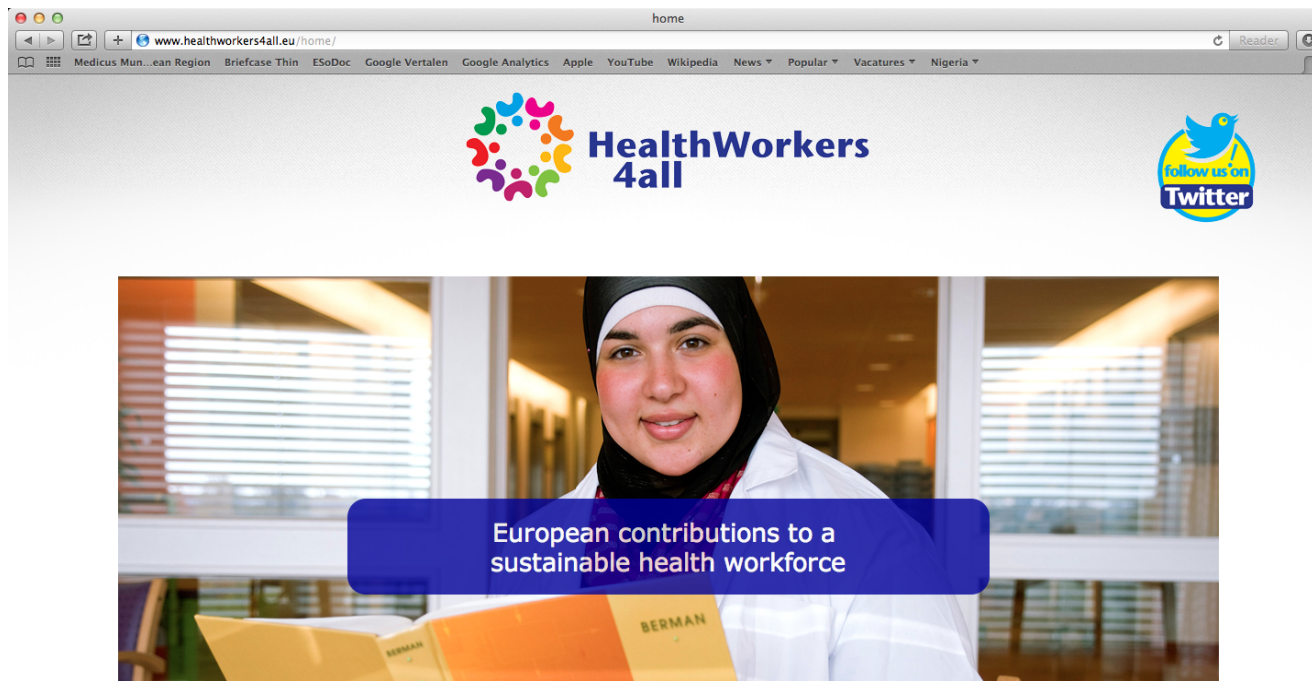 home
www.healthworkers4all.eu/home/
Reader
Medicus Mun...ean Region Briefcase Thin ESoDoc Google Vertalen Google Analytics Apple YouTube Wikipedia News Popular Vacatures Nigeria
HealthWorkers
4all
follow us on
Twitter
European contributions to a
sustainable health workforce
BERMAN
BERMAN